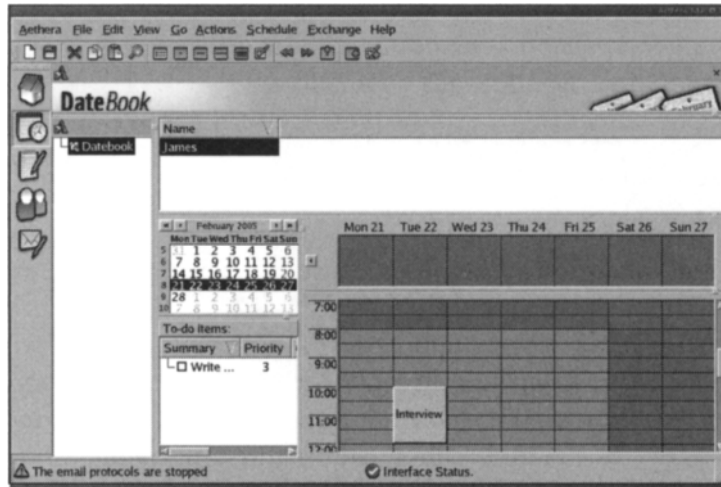 Aethera File Edit View Go Actions Schedule Exchange Help
DateBook
February
Datebook
Name
James
February 2005
Mon Tue Wed Thu Fri Sat Sun
5 31 1 2 3 4 5 6
6 7 8 9 10 11 12 13
7 14 15 16 17 18 19 20
8 21 22 23 24 25 26 27
9 28 1 2 3 4 5 6
10 7 8 9 10 11 12 13
Mon 21 Tue 22 Wed 23 Thu 24 Fri 25 Sat 26 Sun 27
7:00
8:00
9:00
10:00
11:00
12:00
Interview
To-do items:
Summary Priority
Write ... 3
The email protocols are stopped
Interface Status.